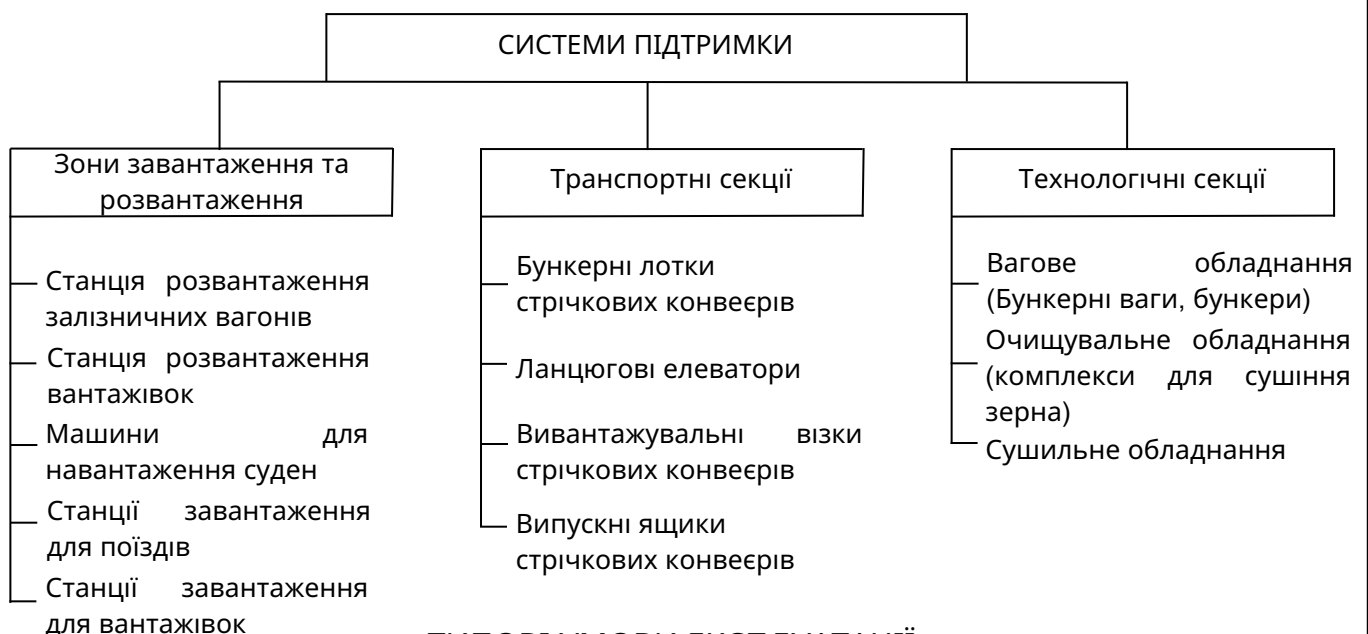 СИСТЕМИ ПІДТРИМКИ
Зони завантаження та
розвантаження
Станція розвантаження
залізничних вагонів
Станція розвантаження
вантажівок
Машини для
навантаження суден
Станції завантаження
для поїздів
Станції завантаження
для вантажівок
Транспортні секції
Бункерні лотки
стрічкових конвеєрів
Ланцюгові елеватори
Вивантажувальні візки
стрічкових конвеєрів
Випускні ящики
стрічкових конвеєрів
Технологічні секції
Вагове обладнання
(Бункерні ваги, бункери)
Очищувальне обладнання
(комплекси для сушіння
зерна)
Сушильне обладнання